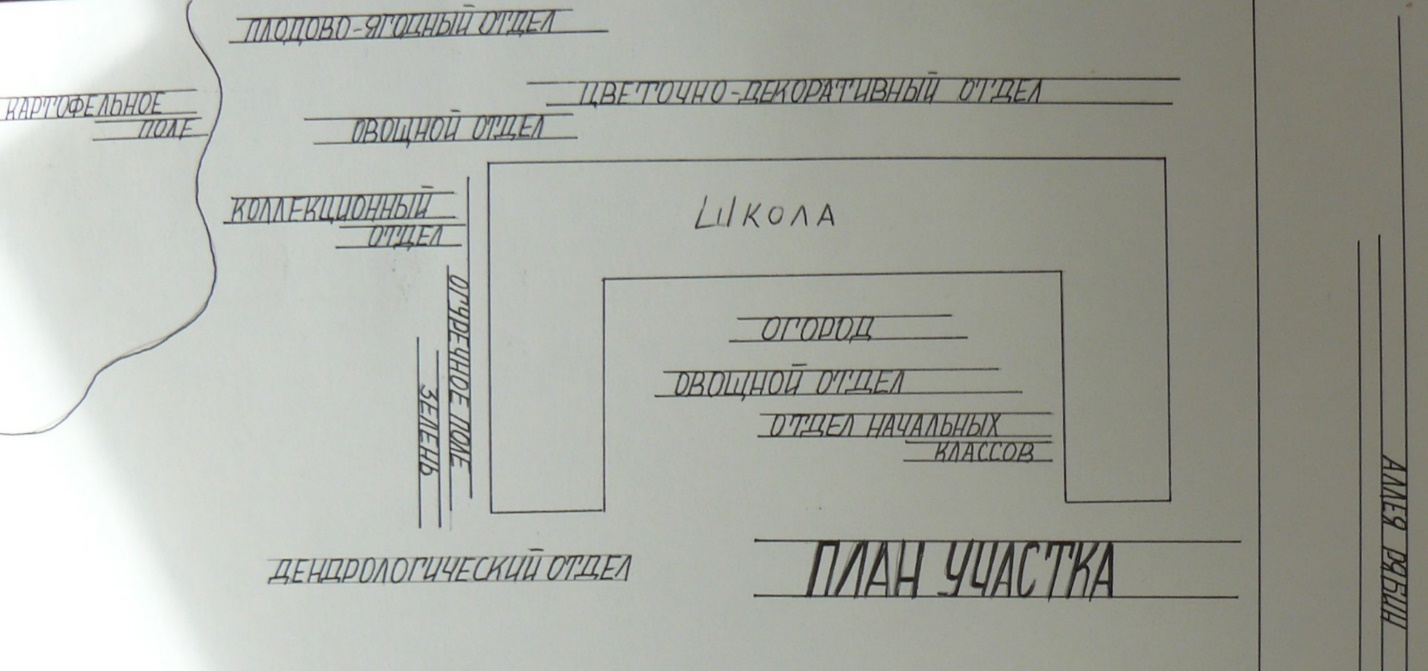 ПЛОДОВО-ЯГОДНЫЙ ОТДЕЛ
ЦВЕТОЧНО-ДЕКОРАТИВНЫЙ ОТДЕЛ
КАРТОФЕЛЬНОЕ
ПОЛЕ
ОВОЩНОЙ ОТДЕЛ
КОЛЛЕКЦИОННЫЙ
ОТДЕЛ
ШКОЛА
ОГУРЕЧНОЕ ПОЛЕ
ЗЕЛЕНЬ
ОГОРОД
ОВОЩНОЙ ОТДЕЛ
ОТДЕЛ НАЧАЛЬНЫХ
КЛАССОВ
АЛЛЕЯ РЯБИН
ДЕНДРОЛОГИЧЕСКИЙ ОТДЕЛ
ПЛАН УЧАСТКА